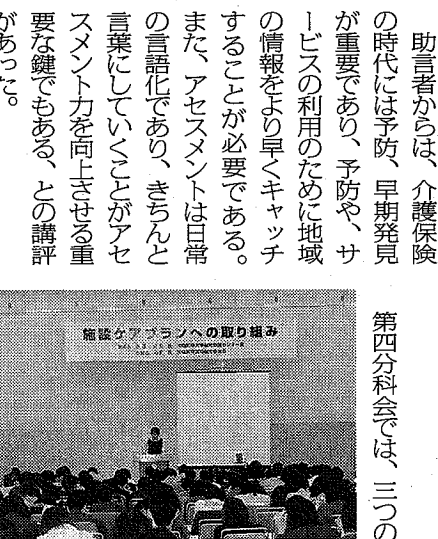 助言者からは、介護保険
の時代には予防、早期発見
が重要であり、予防や、サ
ービスの利用のために地域
の情報をより早くキャッチ
することが必要である。
また、アセスメントは日常
の言語化であり、きちんと
言葉にしていくことがアセ
スメント力を向上させる重
要な鍵でもある、との講評
があった。
第四分科会では、三つの
施設ケアプランへの取り組み